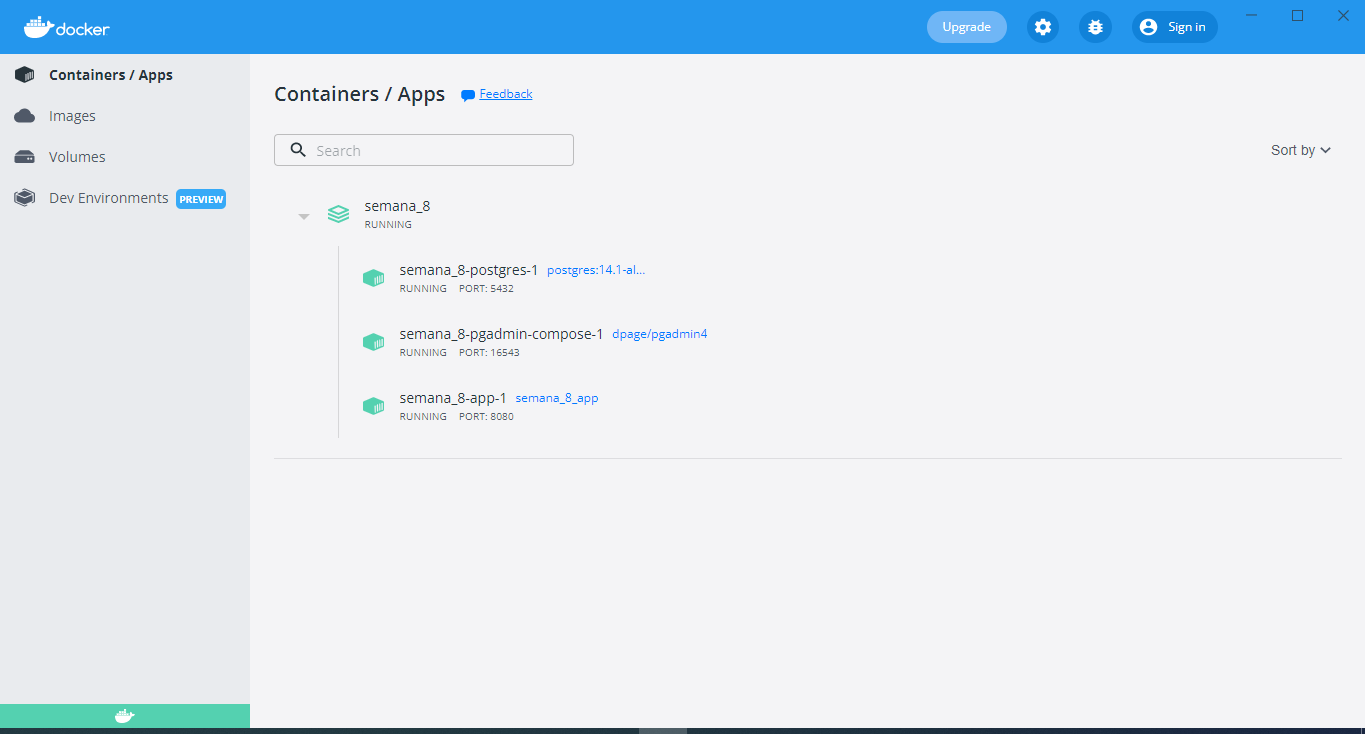 docker
Upgrade
Sign in
Containers / Apps
Images
Volumes
Dev Environments PREVIEW
Containers / Apps Feedback
Search
Sort by
semana_8
RUNNING
semana_8-postgres-1 postgres:14.1-al...
RUNNING PORT: 5432
semana_8-pgadmin-compose-1 dpage/pgadmin4
RUNNING PORT: 16543
semana_8-app-1 semana_8_app
RUNNING PORT: 8080